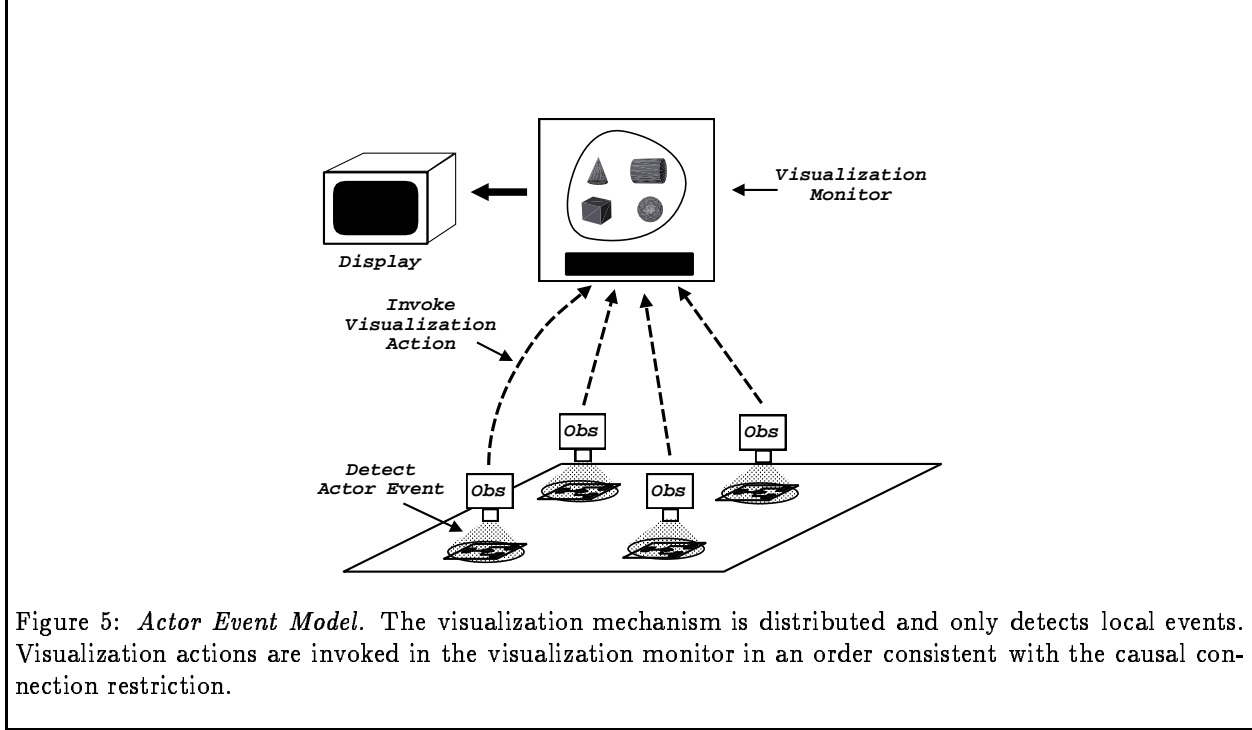 Visualization
Monitor
Display
Invoke
Visualization
Action
Obs
Obs
Detect
Actor Event
Obs
Obs
Figure 5: Actor Event Model. The visualization mechanism is distributed and only detects local events.
Visualization actions are invoked in the visualization monitor in an order consistent with the causal con-
nection restriction.